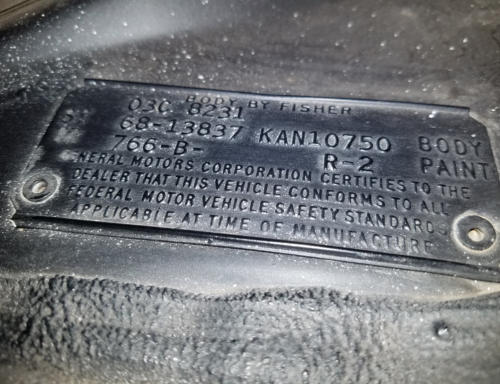 BODY BY FISHER
03C 8231
S 68-13837 KAN10750 BODY
766-B- R-2 PAINT
NERAL MOTORS CORPORATION CERTIFIES TO THE
DEALER THAT THIS VEHICLE CONFORMS TO ALL
FEDERAL MOTOR VEHICLE SAFETY STANDARDS
APPLICABLE AT TIME OF MANUFACTURE